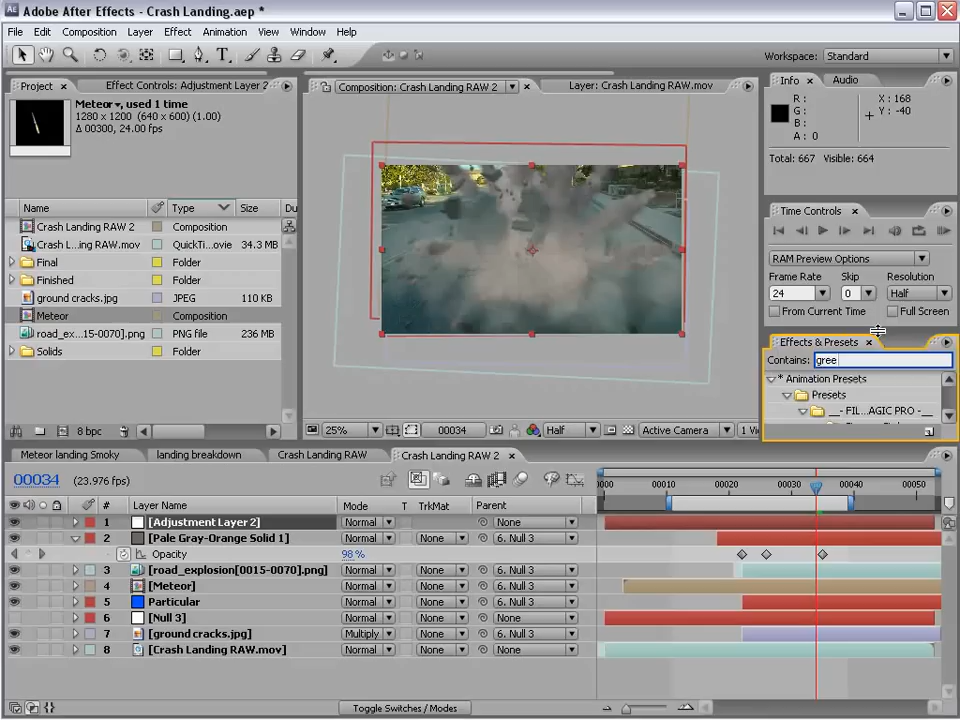 Adobe After Effects - Crash Landing.aep *
File Edit Composition Layer Effect Animation View Window Help
Workspace: Standard
Project Effect Controls: Adjustment Layer 2
Composition: Crash Landing RAW 2 Layer: Crash Landing RAW.mov
Info Audio
Meteor, used 1 time
1280 x 1200 (640 x 600) (1.00)
Δ 00300, 24.00 fps
R : X : 168
G : Y : -40
B :
A : 0
Total: 667 Visible: 664
Name Type Size Du
Crash Landing RAW 2 Composition
Crash L...ing RAW.mov QuickTi...ovie 34.3 MB
Final Folder
Finished Folder
ground cracks.jpg JPEG 110 KB
Meteor Composition
road_ex...15-0070].png PNG file 236 MB
Solids Folder
Time Controls
RAM Preview Options
Frame Rate Skip Resolution
24 0 Half
From Current Time Full Screen
Effects & Presets
Contains: gree
* Animation Presets
Presets
__- FIL...AGIC PRO -__
8 bpc
25% 00034 Half Active Camera 1 Vi
Meteor landing Smoky landing breakdown Crash Landing RAW Crash Landing RAW 2
00034 (23.976 fps)
0000 00010 00020 00030 00040 00050
# Layer Name Mode T TrkMat Parent
1 [Adjustment Layer 2] Normal None
2 [Pale Gray-Orange Solid 1] Normal None 6. Null 3
Opacity 98 %
3 [road_explosion[0015-0070].png] Normal None 6. Null 3
4 [Meteor] Normal None 6. Null 3
5 Particular Normal None 6. Null 3
6 [Null 3] Normal None None
7 [ground cracks.jpg] Multiply None 6. Null 3
8 [Crash Landing RAW.mov] Normal None None
Toggle Switches / Modes